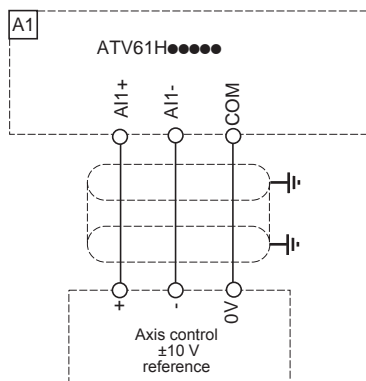 A1
ATV61H●●●●●
AI1+
AI1-
COM
+
-
0V
Axis control
±10 V
reference